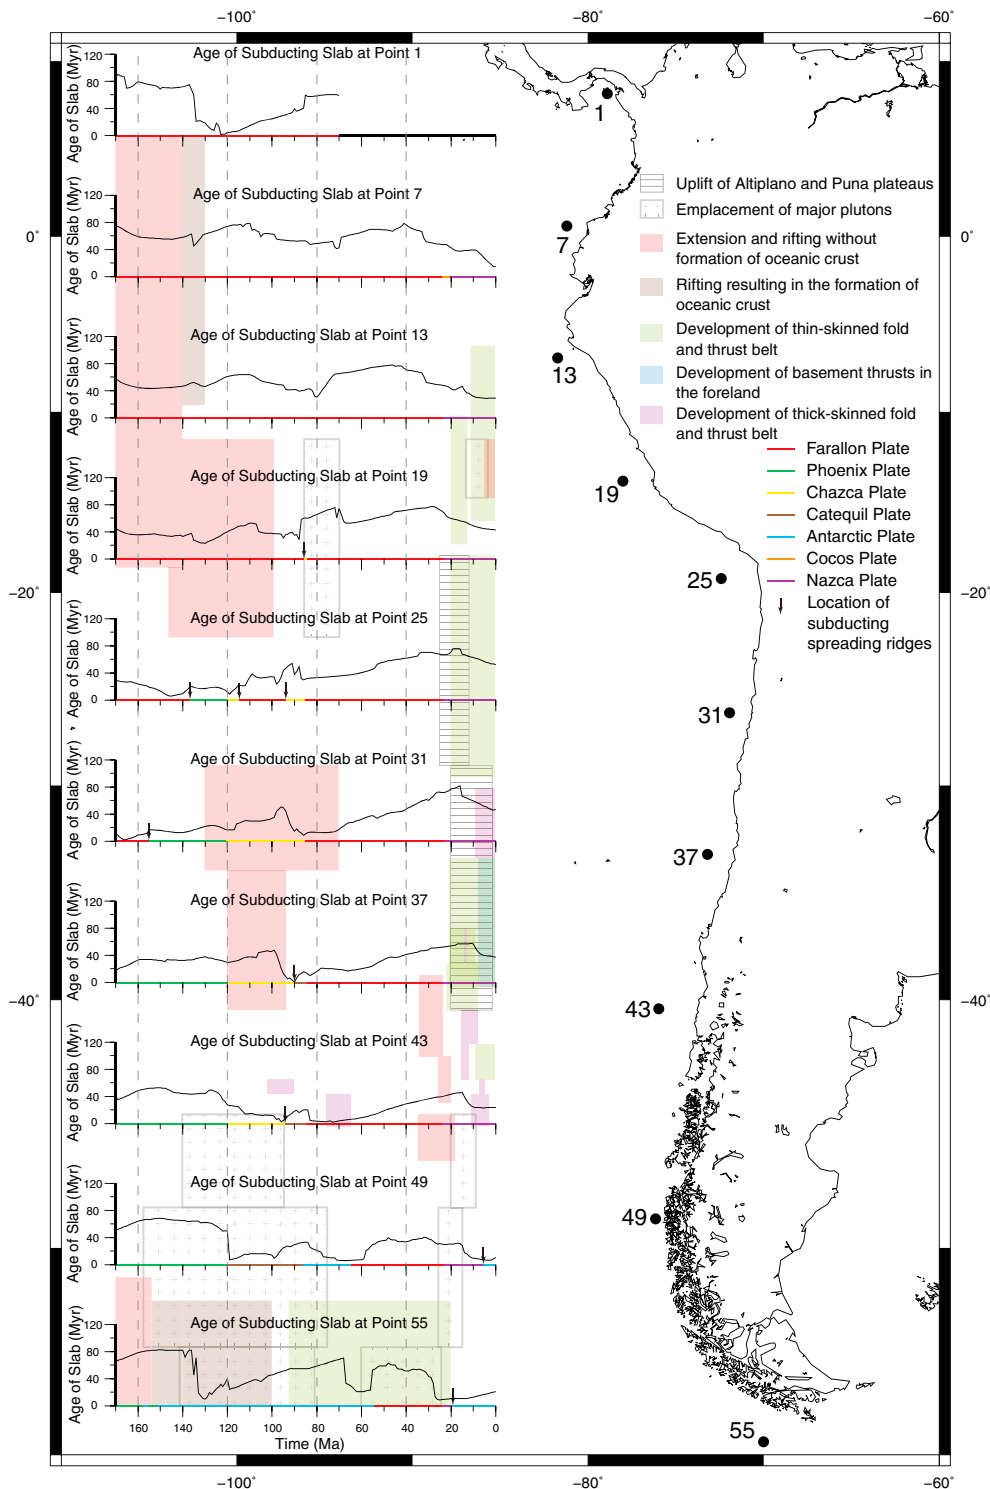 −100˚ −80˚ −60˚
Age of Subducting Slab at Point 1
Age of Slab (Myr)
120
80
40
0
1
Age of Subducting Slab at Point 7
Age of Slab (Myr)
120
80
40
0
7
0˚ 0˚
Uplift of Altiplano and Puna plateaus
Emplacement of major plutons
Extension and rifting without
formation of oceanic crust
Rifting resulting in the formation of
oceanic crust
Development of thin-skinned fold
and thrust belt
Development of basement thrusts in
the foreland
Development of thick-skinned fold
and thrust belt
Farallon Plate
Phoenix Plate
Chazca Plate
Catequil Plate
Antarctic Plate
Cocos Plate
Nazca Plate
Location of
subducting
spreading ridges
Age of Subducting Slab at Point 13
Age of Slab (Myr)
120
80
40
0
13
Age of Subducting Slab at Point 19
Age of Slab (Myr)
120
80
40
0
19
−20˚ −20˚
Age of Subducting Slab at Point 25
Age of Slab (Myr)
120
80
40
0
25
Age of Subducting Slab at Point 31
Age of Slab (Myr)
120
80
40
0
31
Age of Subducting Slab at Point 37
Age of Slab (Myr)
120
80
40
0
37
−40˚ −40˚
Age of Subducting Slab at Point 43
Age of Slab (Myr)
120
80
40
0
43
Age of Subducting Slab at Point 49
Age of Slab (Myr)
120
80
40
0
49
Age of Subducting Slab at Point 55
Age of Slab (Myr)
120
80
40
0
55
160 140 120 100 80 60 40 20 0
Time (Ma)
−100˚ −80˚ −60˚